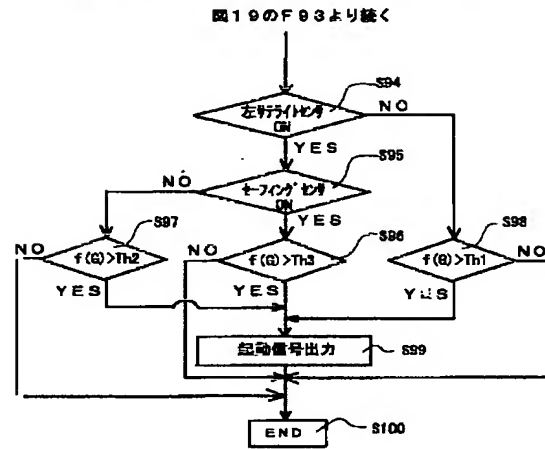 図19のF93より続く
S94
左サテライトセンサ
ON
NO
YES
S95
セーフィングセンサ
ON
NO
YES
S97
S96
S98
NO
f(G)>Th2
NO
f(G)>Th3
f(G)>Th1
NO
YES
YES
YES
起動信号出力
S99
END
S100